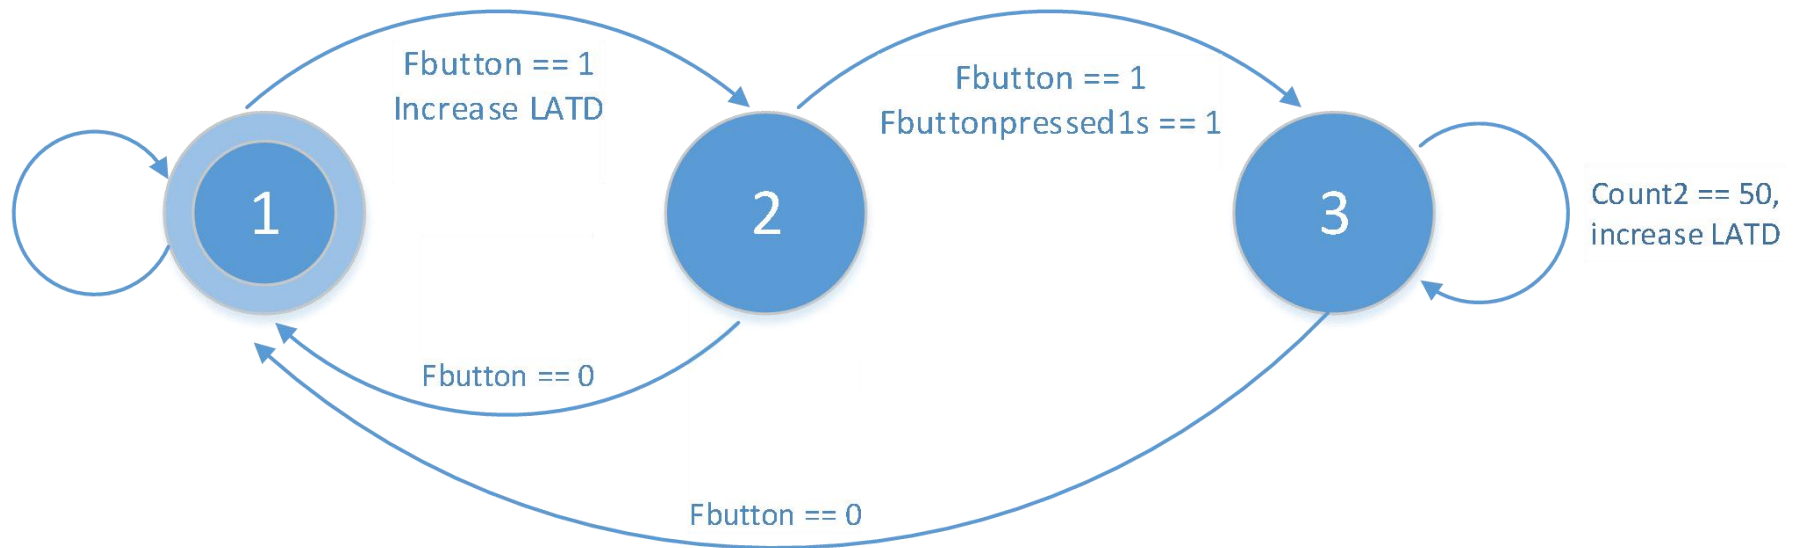 Fbutton == 1
Increase LATD
Fbutton == 1
Fbuttonpressed1s == 1
1
2
3
Count2 == 50,
increase LATD
Fbutton == 0
Fbutton == 0